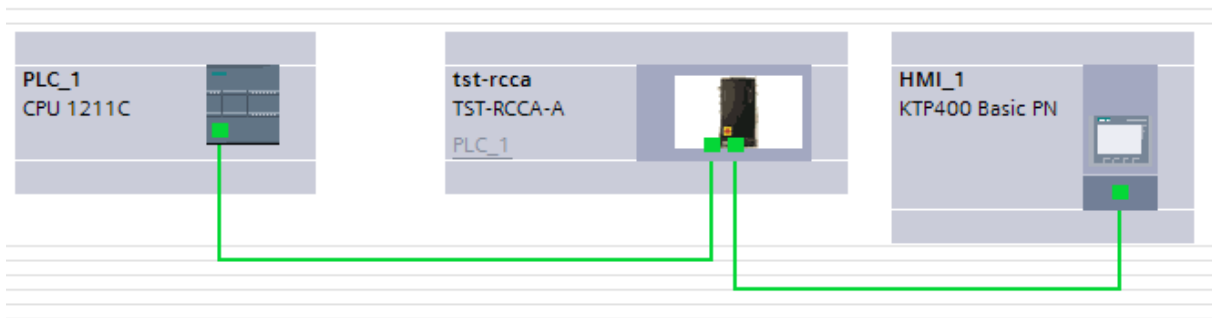 PLC_1
CPU 1211C
tst-rcca
TST-RCCA-A
PLC_1
HMI_1
KTP400 Basic PN